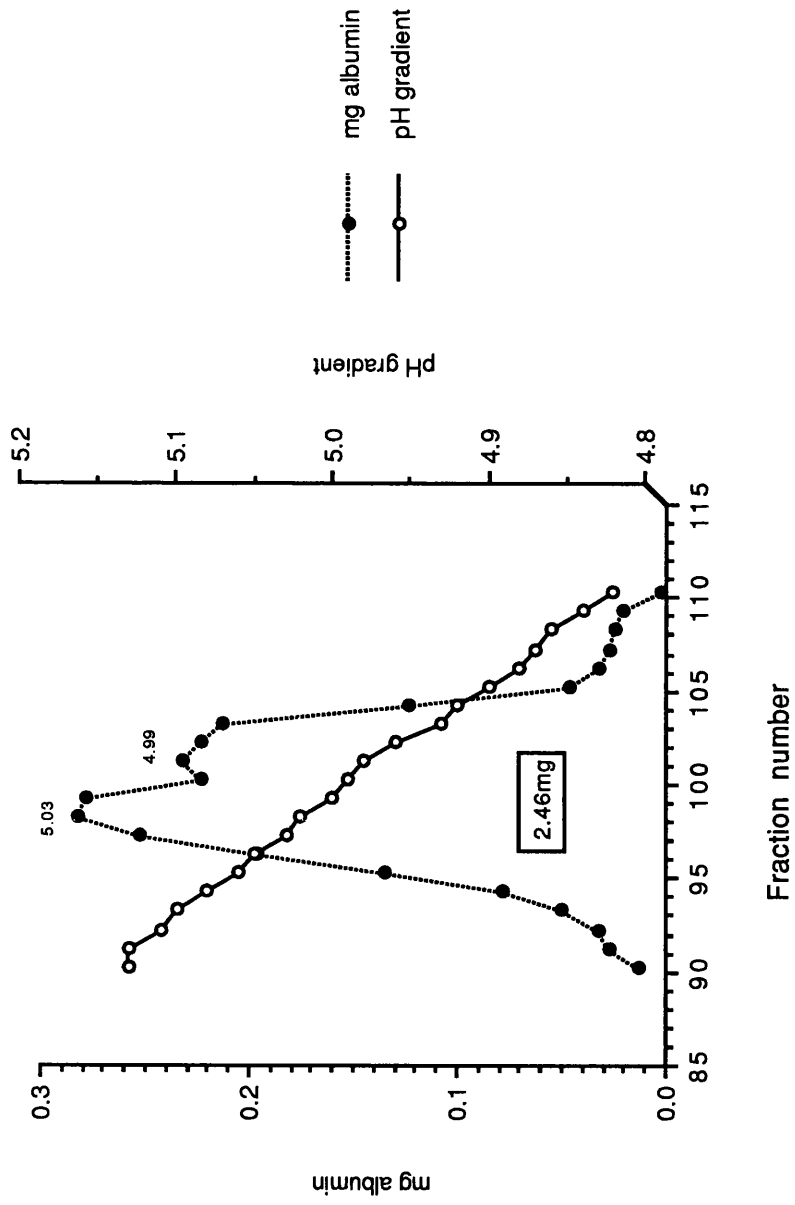 mg albumin
0.3
0.2
0.1
0.0
5.03
4.99
2.46mg
85 90 95 100 105 110 115
Fraction number
5.2
5.1
5.0
4.9
4.8
pH gradient
mg albumin
pH gradient